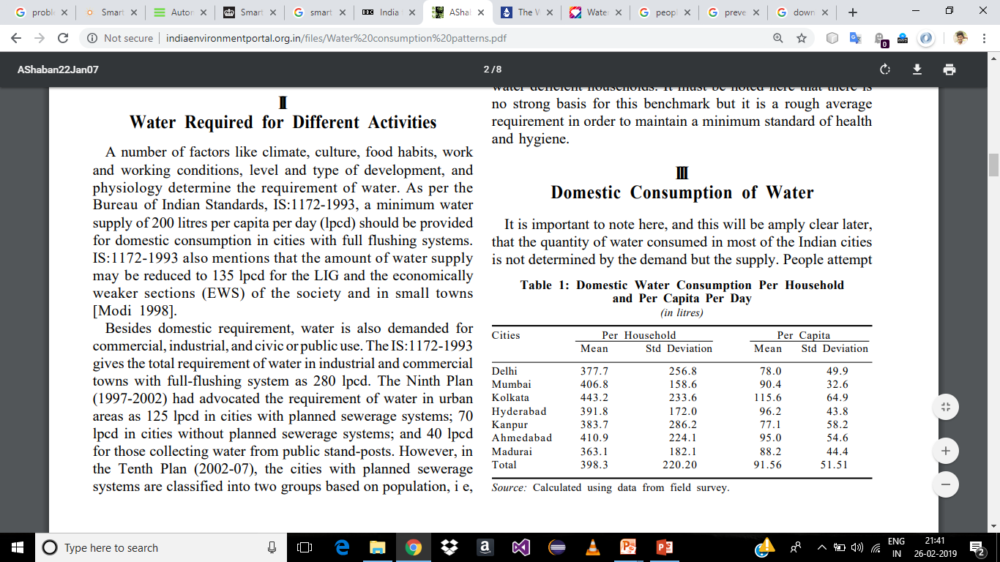 probl
Smart
Autor
Smart
smart
India
AShal
The W
Water
peopl
preve
down
Not secure | indiaenvironmentportal.org.in/files/Water%20consumption%20patterns.pdf
0
AShaban22Jan07
2 / 8
II
Water Required for Different Activities
A number of factors like climate, culture, food habits, work
and working conditions, level and type of development, and
physiology determine the requirement of water. As per the
Bureau of Indian Standards, IS:1172-1993, a minimum water
supply of 200 litres per capita per day (lpcd) should be provided
for domestic consumption in cities with full flushing systems.
IS:1172-1993 also mentions that the amount of water supply
may be reduced to 135 lpcd for the LIG and the economically
weaker sections (EWS) of the society and in small towns
[Modi 1998].
Besides domestic requirement, water is also demanded for
commercial, industrial, and civic or public use. The IS:1172-1993
gives the total requirement of water in industrial and commercial
towns with full-flushing system as 280 lpcd. The Ninth Plan
(1997-2002) had advocated the requirement of water in urban
areas as 125 lpcd in cities with planned sewerage systems; 70
lpcd in cities without planned sewerage systems; and 40 lpcd
for those collecting water from public stand-posts. However, in
the Tenth Plan (2002-07), the cities with planned sewerage
systems are classified into two groups based on population, i e,
water deficient households. It must be noted here that there is
no strong basis for this benchmark but it is a rough average
requirement in order to maintain a minimum standard of health
and hygiene.
III
Domestic Consumption of Water
It is important to note here, and this will be amply clear later,
that the quantity of water consumed in most of the Indian cities
is not determined by the demand but the supply. People attempt
Table 1: Domestic Water Consumption Per Household
and Per Capita Per Day
(in litres)
Cities Per Household Per Capita
Mean Std Deviation Mean Std Deviation
Delhi 377.7 256.8 78.0 49.9
Mumbai 406.8 158.6 90.4 32.6
Kolkata 443.2 233.6 115.6 64.9
Hyderabad 391.8 172.0 96.2 43.8
Kanpur 383.7 286.2 77.1 58.2
Ahmedabad 410.9 224.1 95.0 54.6
Madurai 363.1 182.1 88.2 44.4
Total 398.3 220.20 91.56 51.51
Source: Calculated using data from field survey.
Type here to search
ENG
IN
21:41
26-02-2019
2